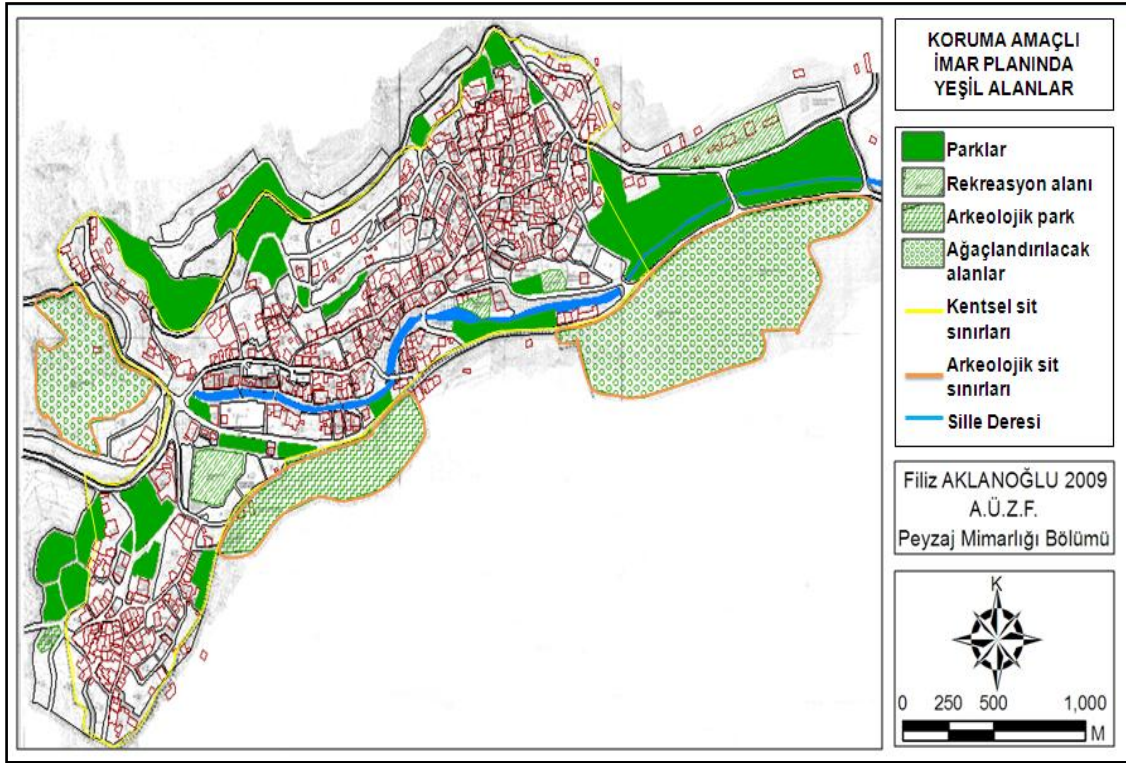 KORUMA AMAÇLI
İMAR PLANINDA
YEŞİL ALANLAR
Parklar
Rekreasyon alanı
Arkeolojik park
Ağaçlandırılacak
alanlar
Kentsel sit
sınırları
Arkeolojik sit
sınırları
Sille Deresi
Filiz AKLANOĞLU 2009
A.Ü.Z.F.
Peyzaj Mimarlığı Bölümü
K
0 250 500 1,000
M